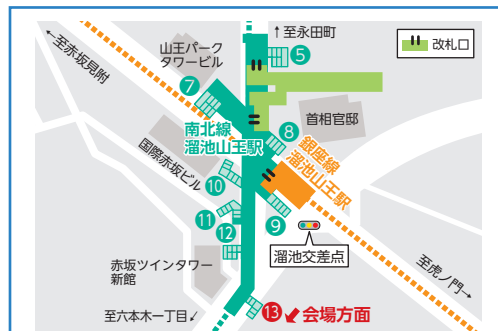 ↑至永田町
改札口
←至赤坂見附
山王パーク
タワービル
5
7
首相官邸
南北線
溜池山王駅
8
銀座線
溜池山王駅
国際赤坂ビル
10
9
11
12
溜池交差点
赤坂ツインタワー
新館
至虎ノ門→
至六本木一丁目↙
13 ↙会場方面